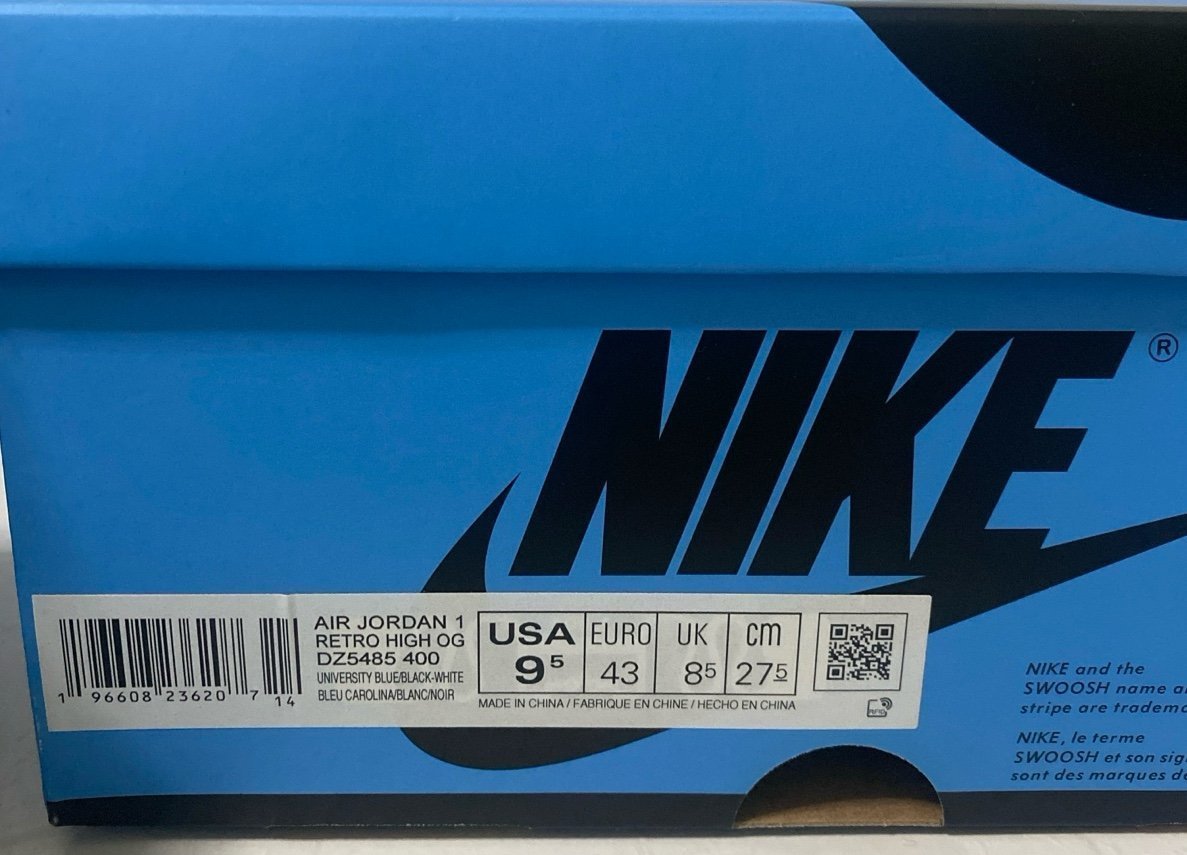 NIKE®
AIR JORDAN 1
RETRO HIGH OG
DZ5485 400
UNIVERSITY BLUE/BLACK-WHITE
BLEU CAROLINA/BLANC/NOIR
1 96608 23620 7 14
USA EURO UK cm
9⁵ 43 8⁵ 27⁵
MADE IN CHINA / FABRIQUE EN CHINE / HECHO EN CHINA
RFID
NIKE and the
SWOOSH name
stripe are
NIKE, le terme
SWOOSH et son
sont des marques